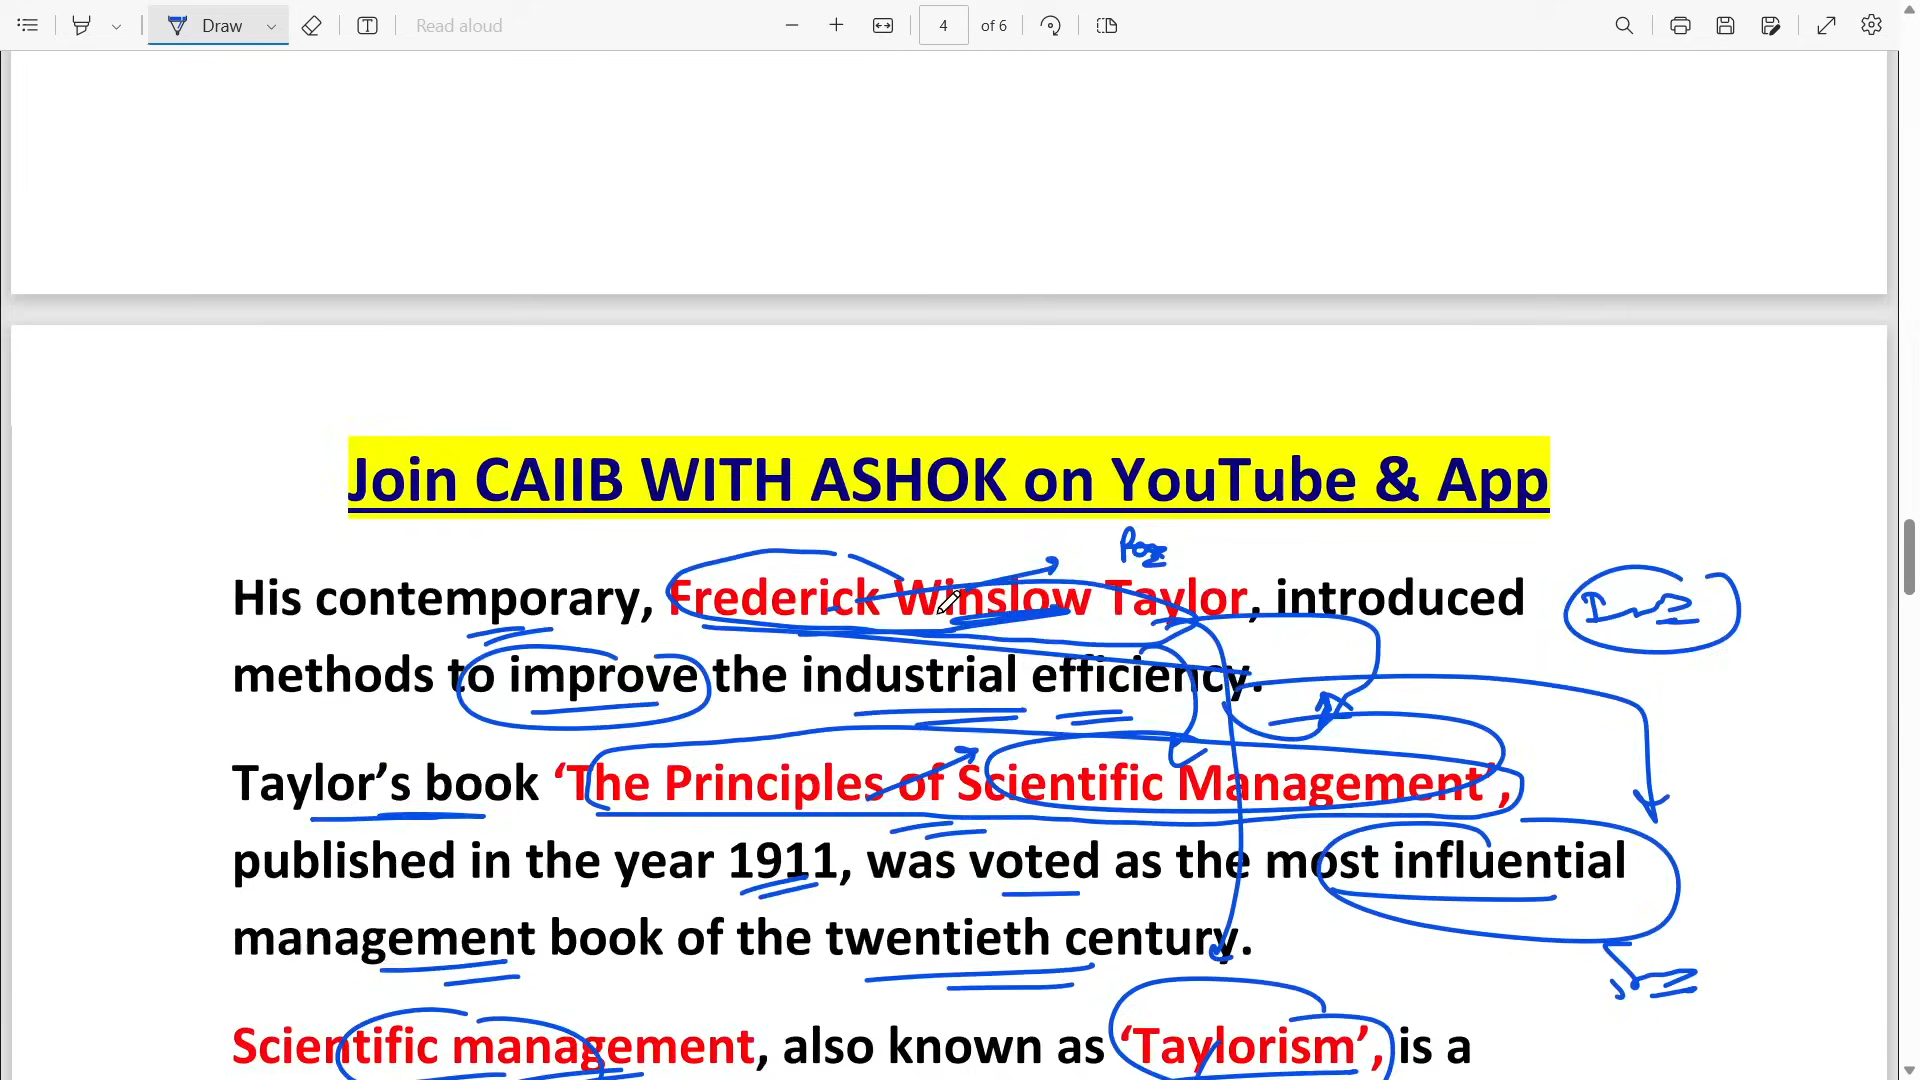 Draw
Read aloud
4 of 6
Join CAIIB WITH ASHOK on YouTube & App
His contemporary, Frederick Winslow Taylor, introduced
methods to improve the industrial efficiency.
Taylor’s book ‘The Principles of Scientific Management’,
published in the year 1911, was voted as the most influential
management book of the twentieth century.
Scientific management, also known as ‘Taylorism’, is a